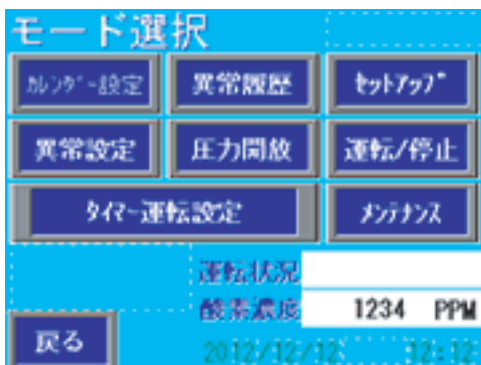 モード選択
ｶﾚﾝﾀﾞｰ設定 異常履歴 ｾｯﾄｱｯﾌﾟ
異常設定 圧力開放 運転/停止
ﾀｲﾏｰ運転設定 ﾒﾝﾃﾅﾝｽ
運転状況
酸素濃度 1234 PPM
戻る 2012/12/12 12:12